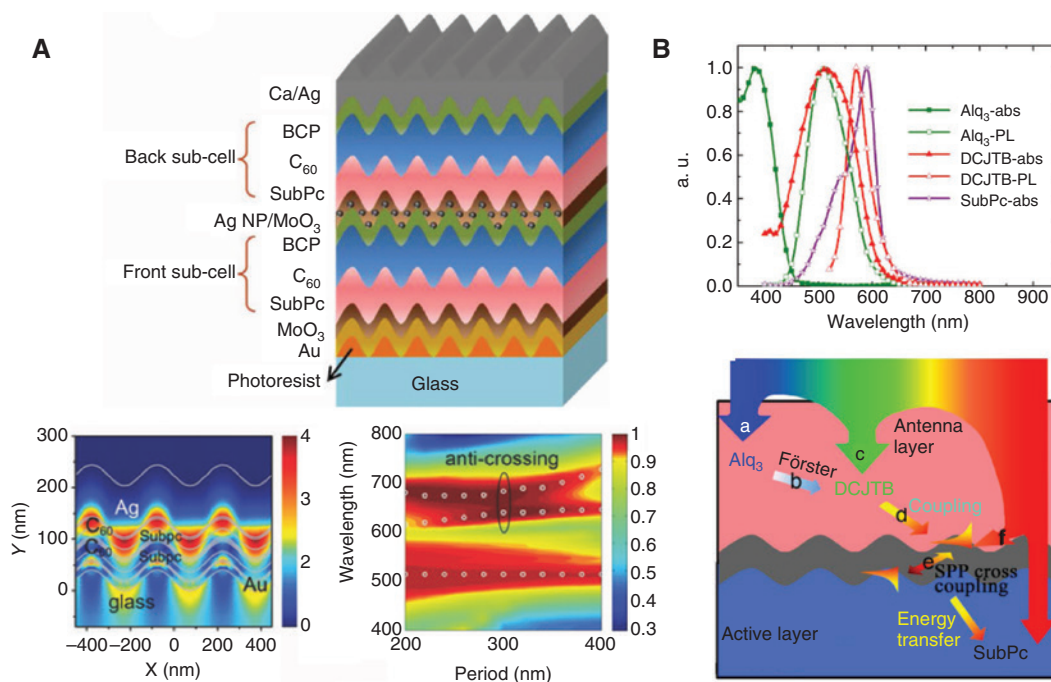 A
Ca/Ag
BCP
Back sub-cell
C60
SubPc
Ag NP/MoO3
BCP
Front sub-cell
C60
SubPc
MoO3
Au
Photoresist
Glass
300
200
100
0
Y (nm)
Ag
C60
Subpc
C60
Subpc
Au
glass
−400
−200
0
200
400
X (nm)
4
2
0
800
700
600
500
400
Wavelength (nm)
anti-crossing
200
250
300
350
400
Period (nm)
1
0.9
0.8
0.7
0.6
0.5
0.4
0.3
B
1.0
0.8
0.6
0.4
0.2
0.0
a. u.
Alq3-abs
Alq3-PL
DCJTB-abs
DCJTB-PL
SubPc-abs
400
500
600
700
800
900
Wavelength (nm)
a
Alq3
Förster
b
c
DCJTB
Antenna
layer
Coupling
d
f
e
SPP cross
coupling
Energy
transfer
Active layer
SubPc